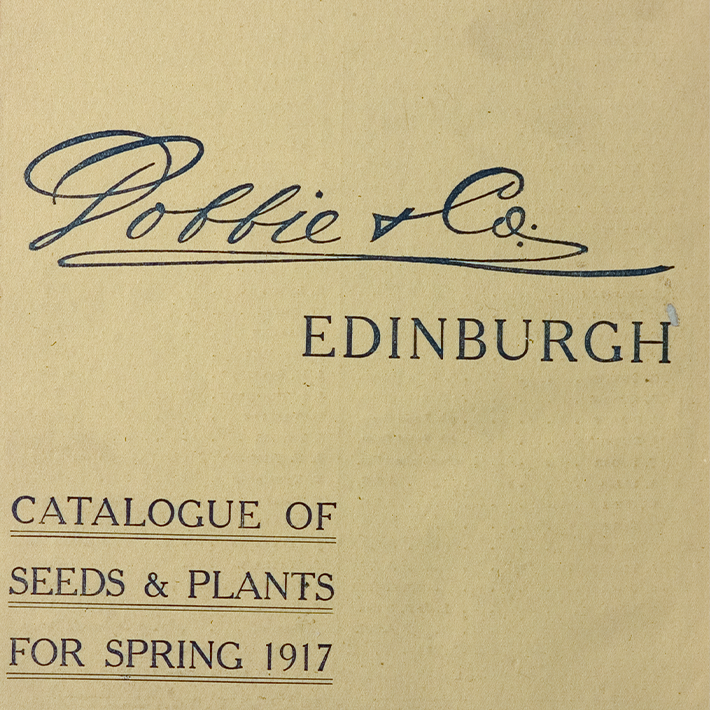 Dobbie & Co.
EDINBURGH
CATALOGUE OF
SEEDS & PLANTS
FOR SPRING 1917